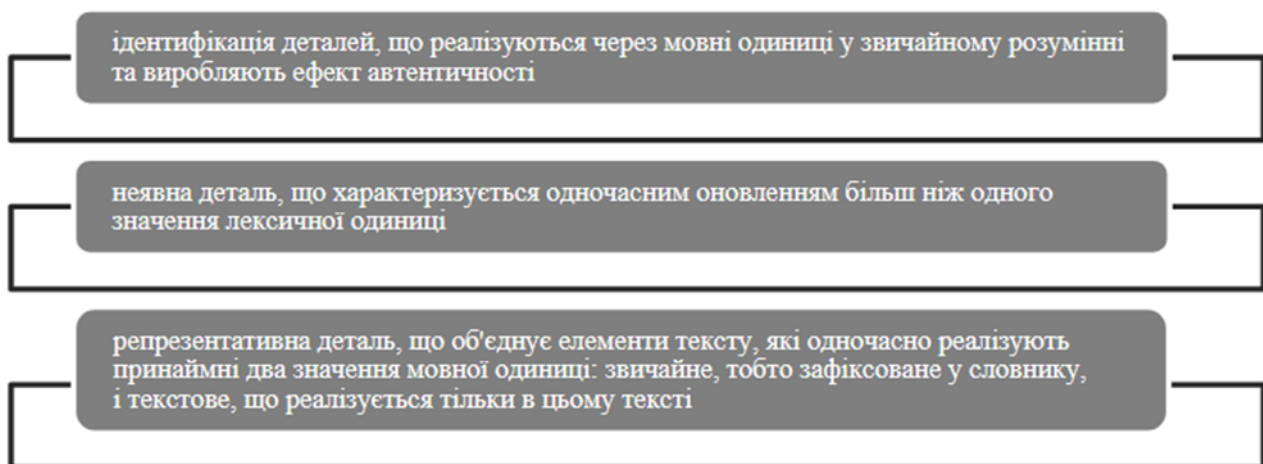 ідентифікація деталей, що реалізуються через мовні одиниці у звичайному розумінні
та виробляють ефект автентичності
неявна деталь, що характеризується одночасним оновленням більш ніж одного
значення лексичної одиниці
репрезентативна деталь, що об'єднує елементи тексту, які одночасно реалізують
принаймні два значення мовної одиниці: звичайне, тобто зафіксоване у словнику,
і текстове, що реалізується тільки в цьому тексті